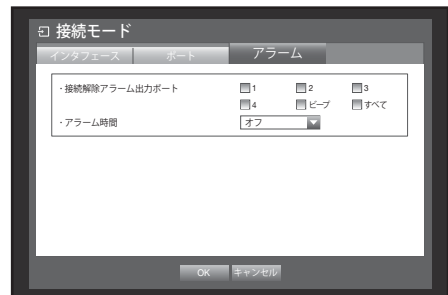 接続モード
インタフェース ポート アラーム
・接続解除アラーム出力ポート 1 2 3
4 ビープ すべて
・アラーム時間 オフ
OK キャンセル